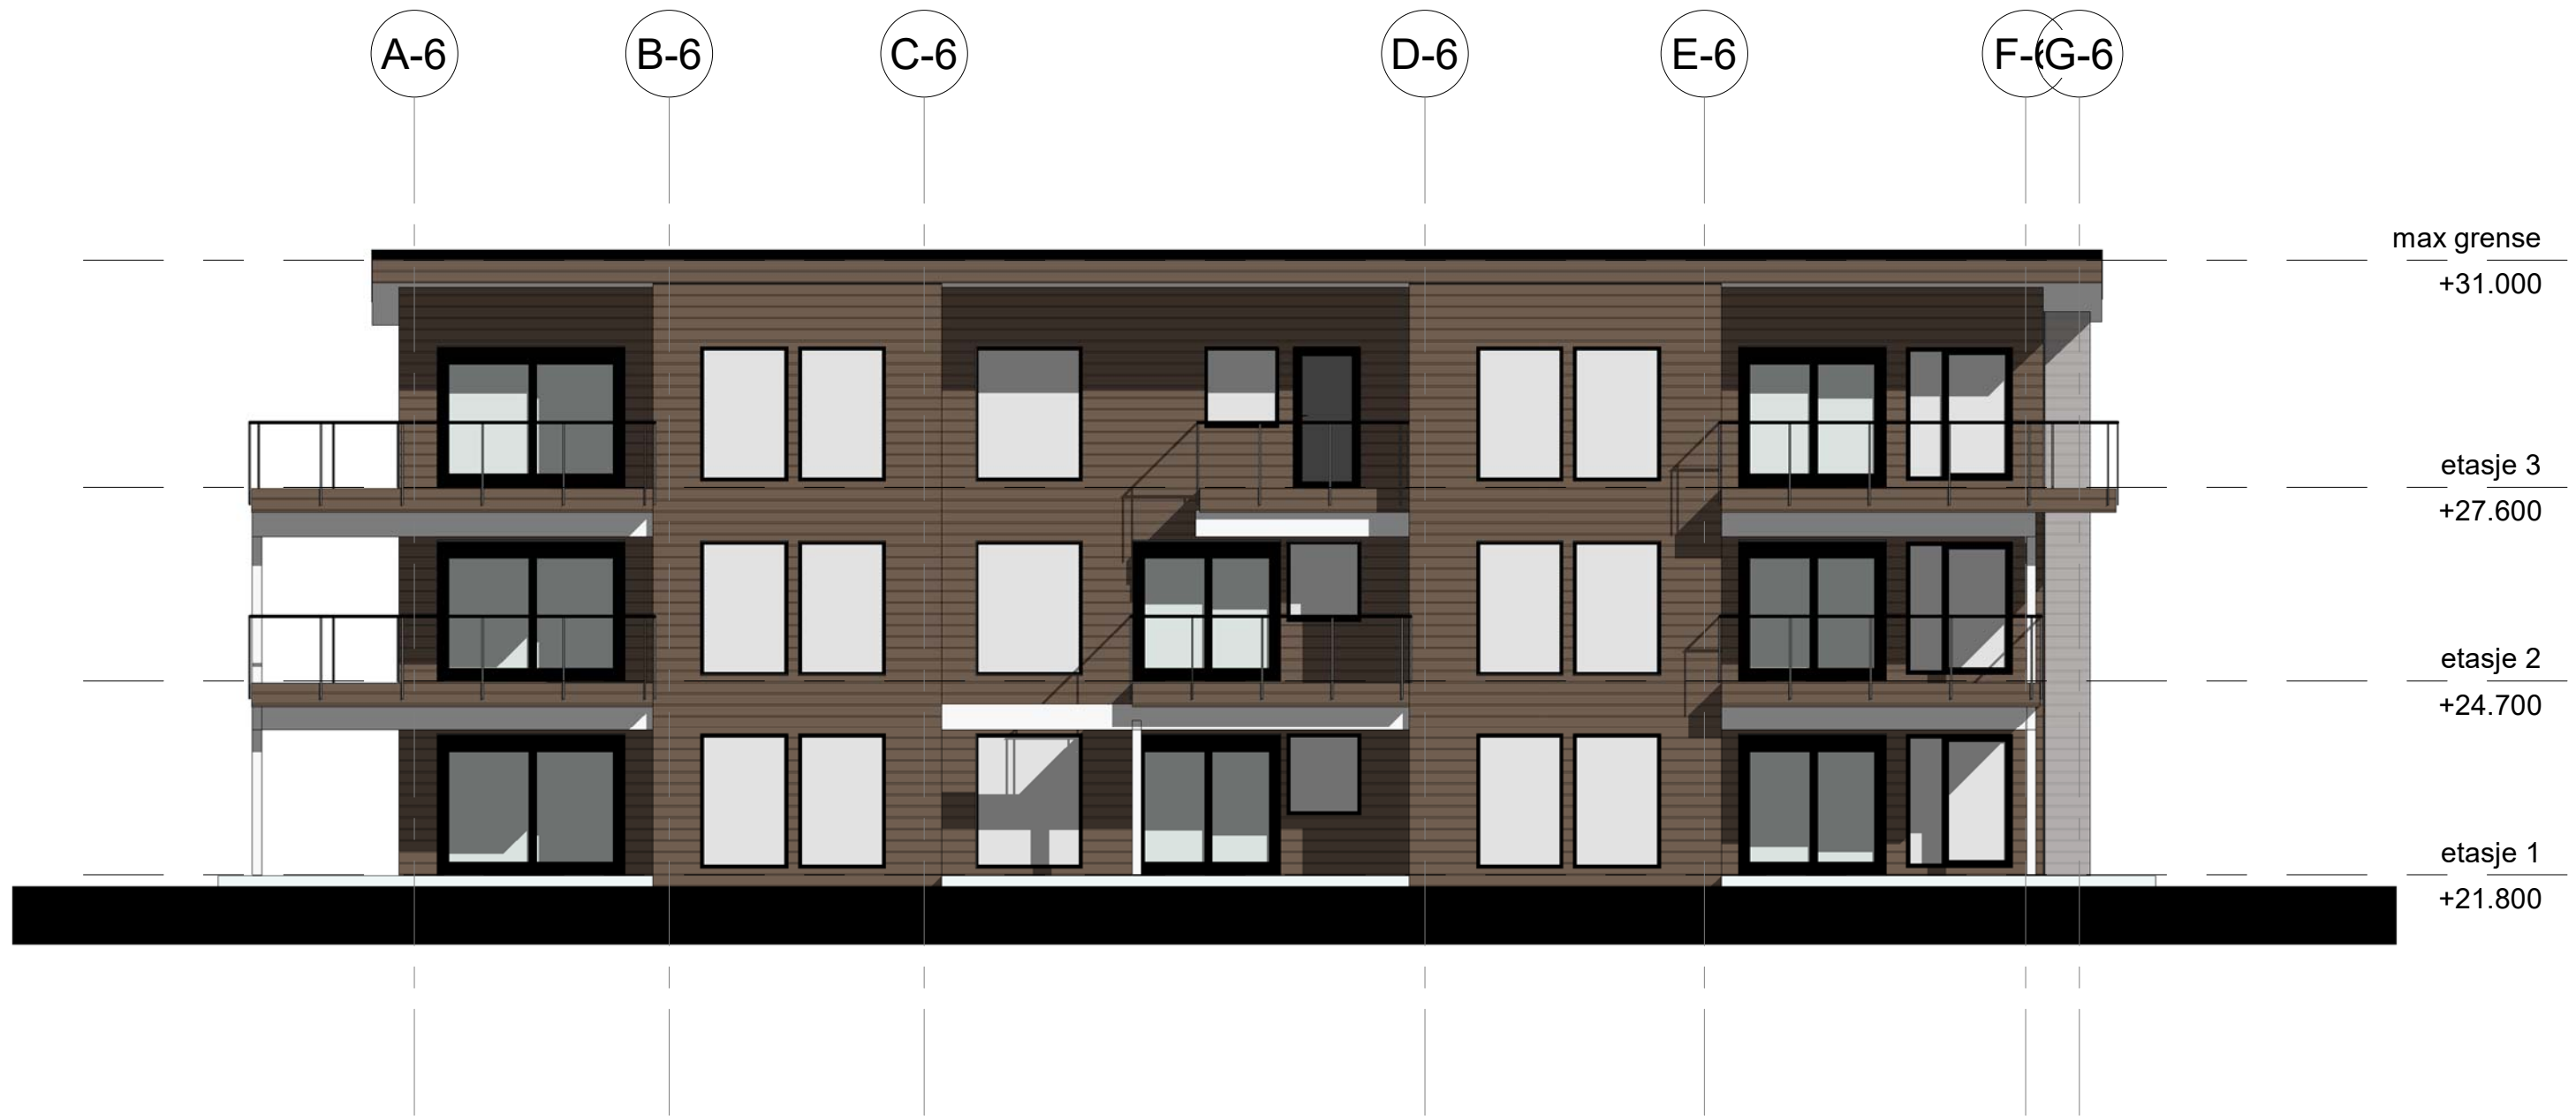 A-6
B-6
C-6
D-6
E-6
F-6
G-6
max grense
+31.000
etasje 3
+27.600
etasje 2
+24.700
etasje 1
+21.800